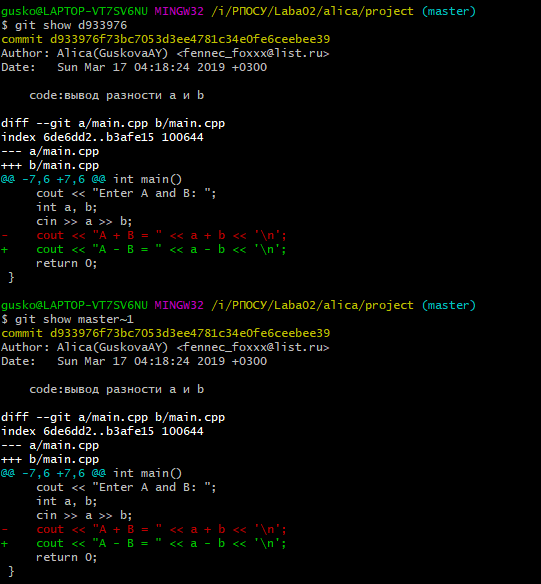 gusko@LAPTOP-VT7SV6NU MINGW32 /i/РПОСУ/Laba02/alica/project (master)
$ git show d933976
commit d933976f73bc7053d3ee4781c34e0fe6ceebee39
Author: Alica(GuskovaAY) <fennec_foxxx@list.ru>
Date:   Sun Mar 17 04:18:24 2019 +0300

    code:вывод разности a и b

diff --git a/main.cpp b/main.cpp
index 6de6dd2..b3afe15 100644
--- a/main.cpp
+++ b/main.cpp
@@ -7,6 +7,6 @@ int main()
     cout << "Enter A and B: ";
     int a, b;
     cin >> a >> b;
-    cout << "A + B = " << a + b << '\n';
+    cout << "A - B = " << a - b << '\n';
     return 0;
 }

gusko@LAPTOP-VT7SV6NU MINGW32 /i/РПОСУ/Laba02/alica/project (master)
$ git show master~1
commit d933976f73bc7053d3ee4781c34e0fe6ceebee39
Author: Alica(GuskovaAY) <fennec_foxxx@list.ru>
Date:   Sun Mar 17 04:18:24 2019 +0300

    code:вывод разности a и b

diff --git a/main.cpp b/main.cpp
index 6de6dd2..b3afe15 100644
--- a/main.cpp
+++ b/main.cpp
@@ -7,6 +7,6 @@ int main()
     cout << "Enter A and B: ";
     int a, b;
     cin >> a >> b;
-    cout << "A + B = " << a + b << '\n';
+    cout << "A - B = " << a - b << '\n';
     return 0;
 }